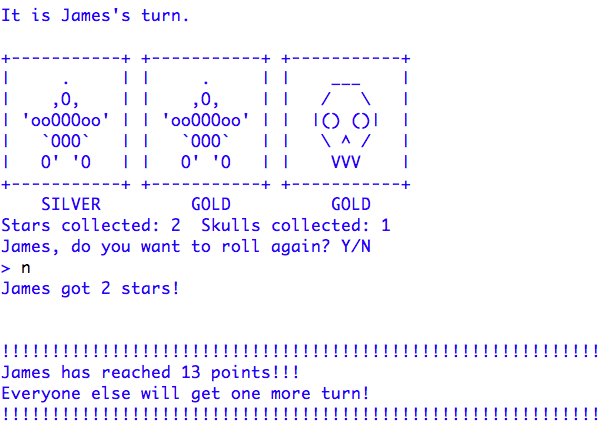 It is James's turn.
+-----------+ +-----------+ +-----------+
|     .     | |     .     | |    ___    |
|    ,O,    | |    ,O,    | |   /   \   |
| 'ooOOOoo' | | 'ooOOOoo' | |  |() ()|  |
|   `OOO`   | |   `OOO`   | |   \ ^ /   |
|   O' 'O   | |   O' 'O   | |    VVV    |
+-----------+ +-----------+ +-----------+
    SILVER         GOLD          GOLD
Stars collected: 2  Skulls collected: 1
James, do you want to roll again? Y/N
> n
James got 2 stars!
!!!!!!!!!!!!!!!!!!!!!!!!!!!!!!!!!!!!!!!!!!!!!!!!!!!!!!!!!!!!
James has reached 13 points!!!
Everyone else will get one more turn!
!!!!!!!!!!!!!!!!!!!!!!!!!!!!!!!!!!!!!!!!!!!!!!!!!!!!!!!!!!!!